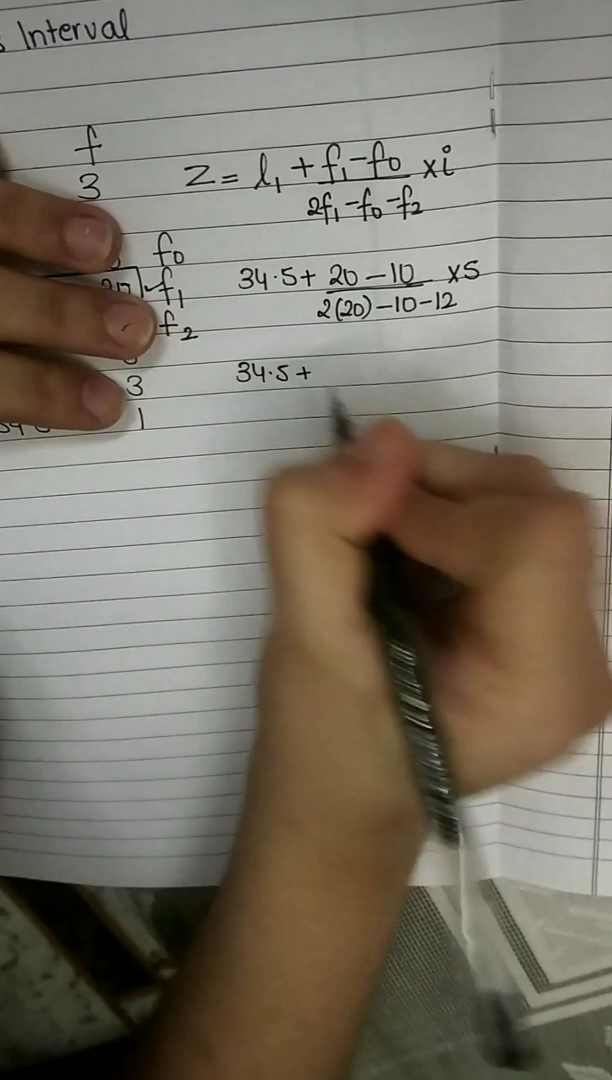 Interval
f
3
Z = l₁ + f₁-f₀ / 2f₁-f₀-f₂ ×i
f₀
f₁
f₂
34.5+ 20-10 / 2(20)-10-12 ×5
3
34.5+
1